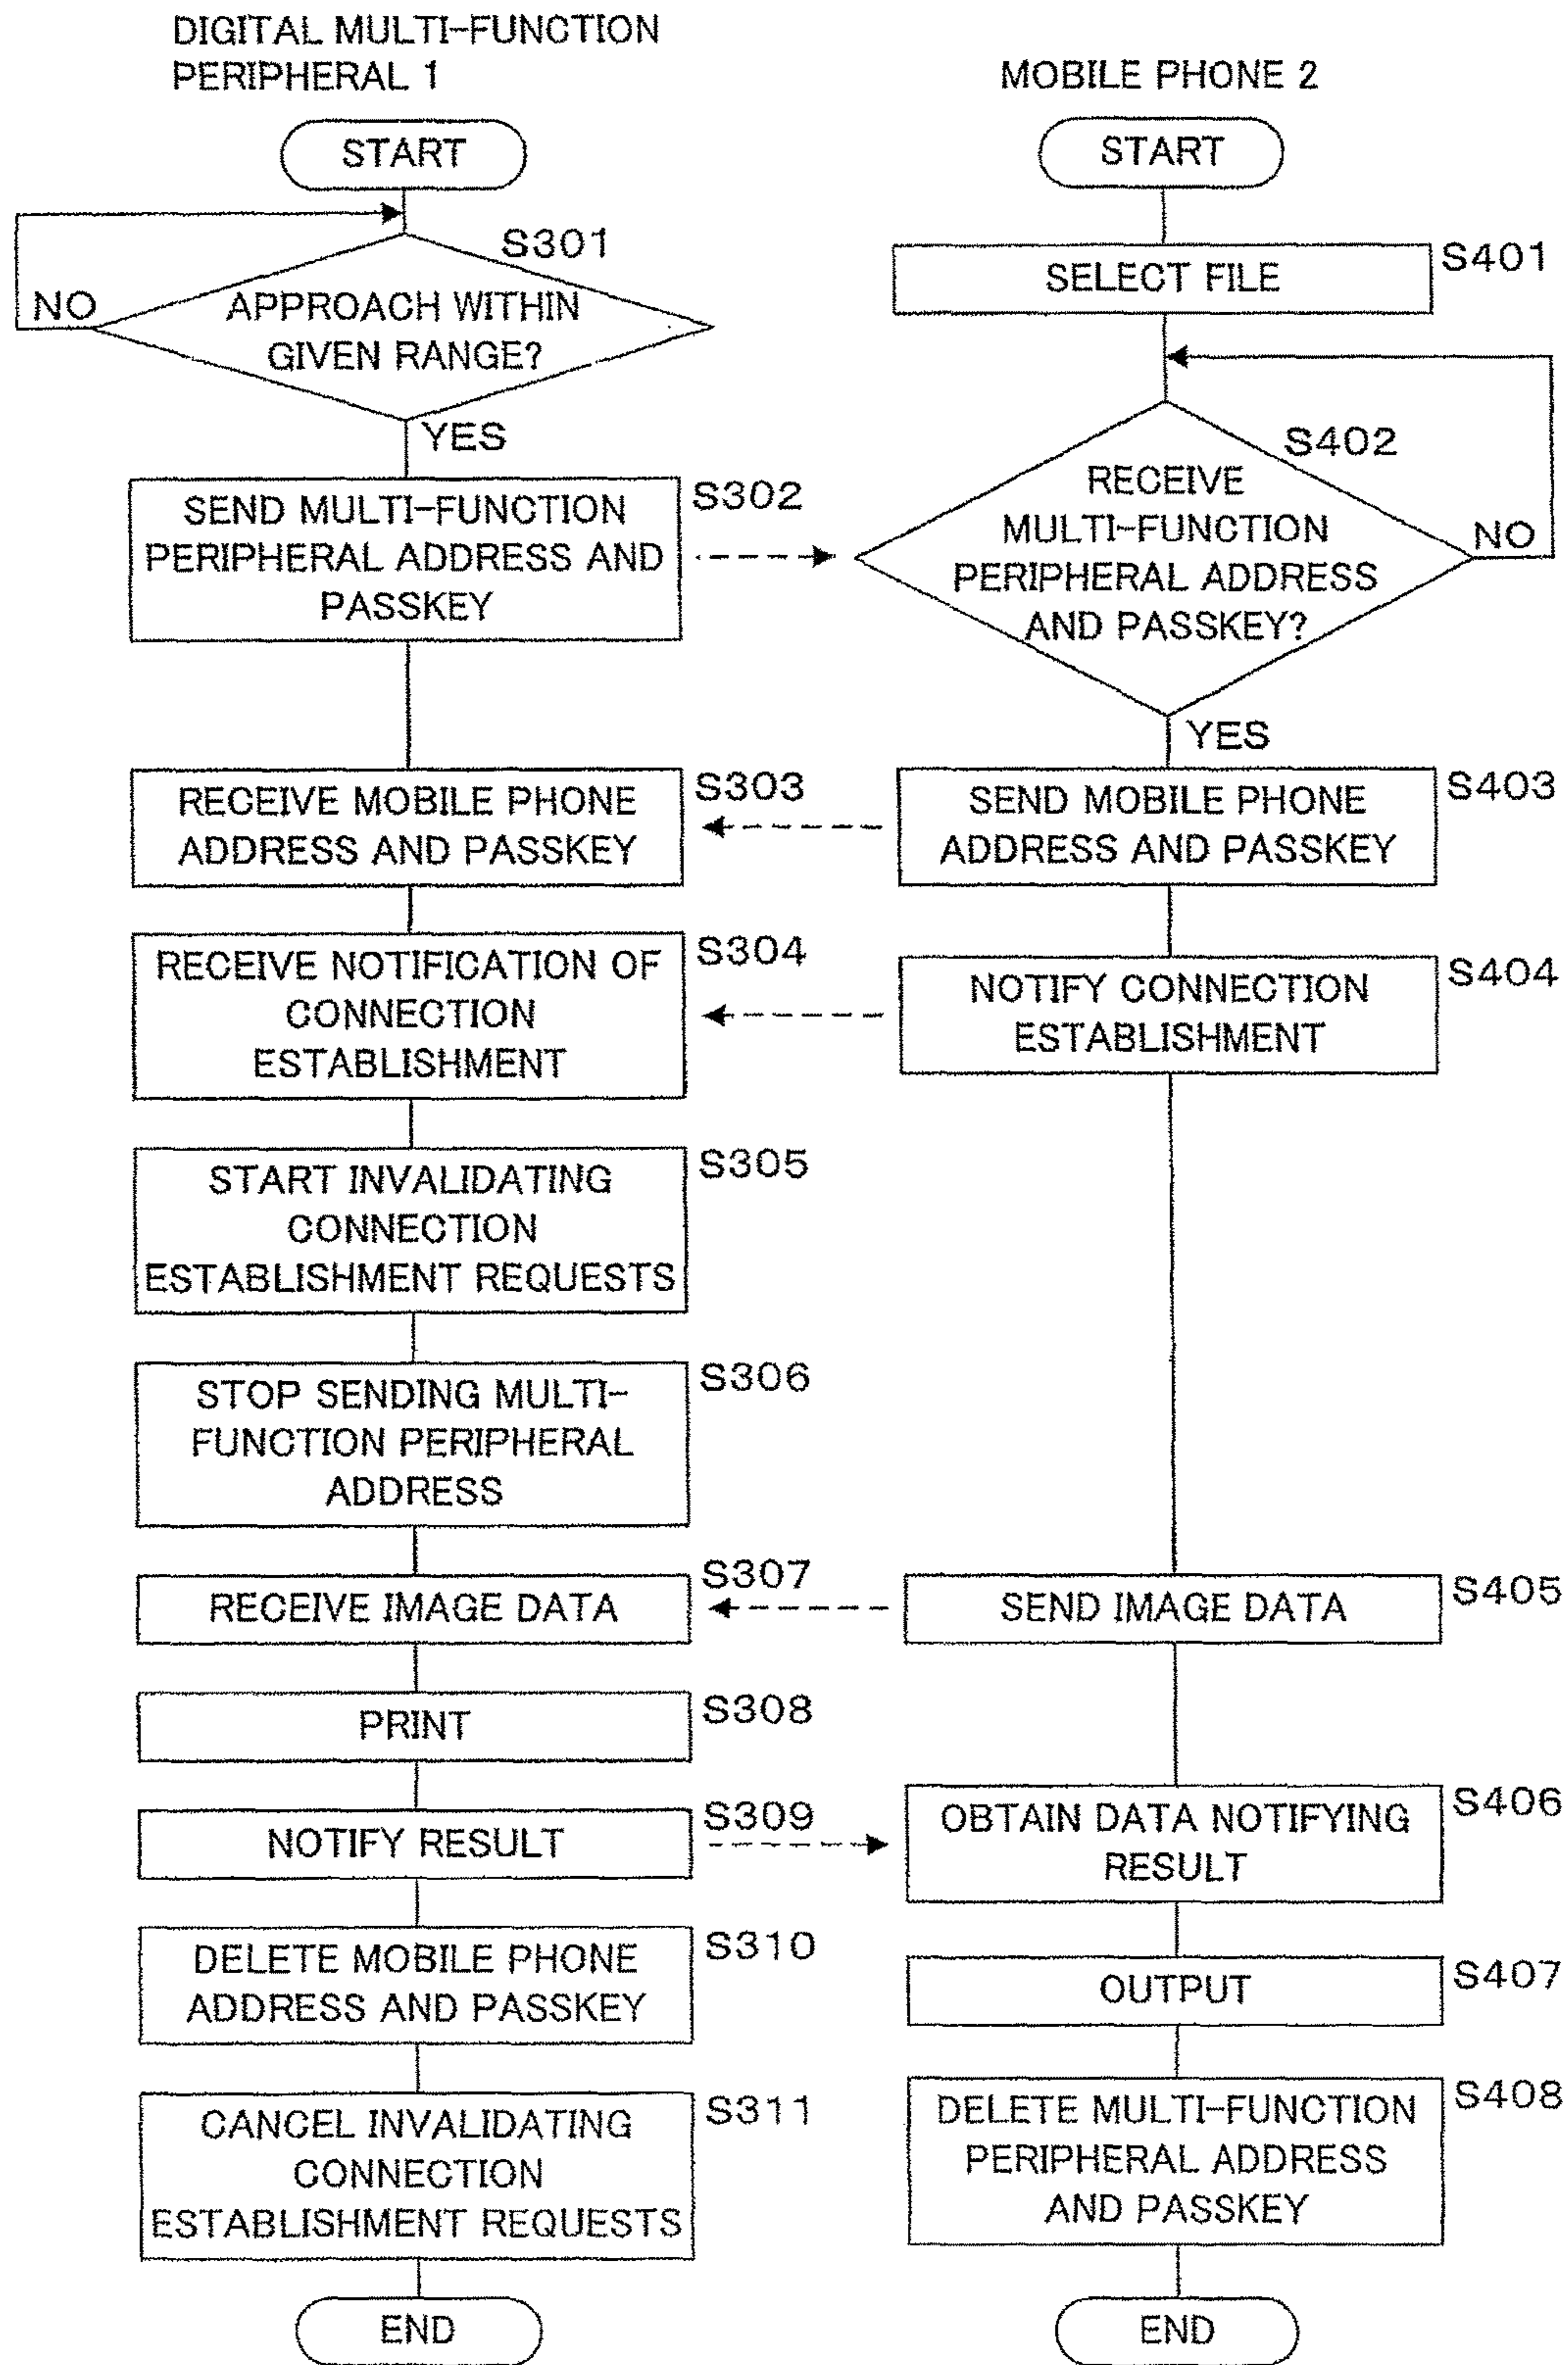 DIGITAL MULTI-FUNCTION
PERIPHERAL 1
START
S301
APPROACH WITHIN
GIVEN RANGE?
NO
YES
SEND MULTI-FUNCTION
PERIPHERAL ADDRESS AND
PASSKEY
S302
RECEIVE MOBILE PHONE
ADDRESS AND PASSKEY
S303
RECEIVE NOTIFICATION OF
CONNECTION
ESTABLISHMENT
S304
START INVALIDATING
CONNECTION
ESTABLISHMENT REQUESTS
S305
STOP SENDING MULTI-
FUNCTION PERIPHERAL
ADDRESS
S306
RECEIVE IMAGE DATA
S307
PRINT
S308
NOTIFY RESULT
S309
DELETE MOBILE PHONE
ADDRESS AND PASSKEY
S310
CANCEL INVALIDATING
CONNECTION
ESTABLISHMENT REQUESTS
S311
END
MOBILE PHONE 2
START
SELECT FILE
S401
S402
RECEIVE
MULTI-FUNCTION
PERIPHERAL ADDRESS
AND PASSKEY?
NO
YES
SEND MOBILE PHONE
ADDRESS AND PASSKEY
S403
NOTIFY CONNECTION
ESTABLISHMENT
S404
SEND IMAGE DATA
S405
OBTAIN DATA NOTIFYING
RESULT
S406
OUTPUT
S407
DELETE MULTI-FUNCTION
PERIPHERAL ADDRESS
AND PASSKEY
S408
END